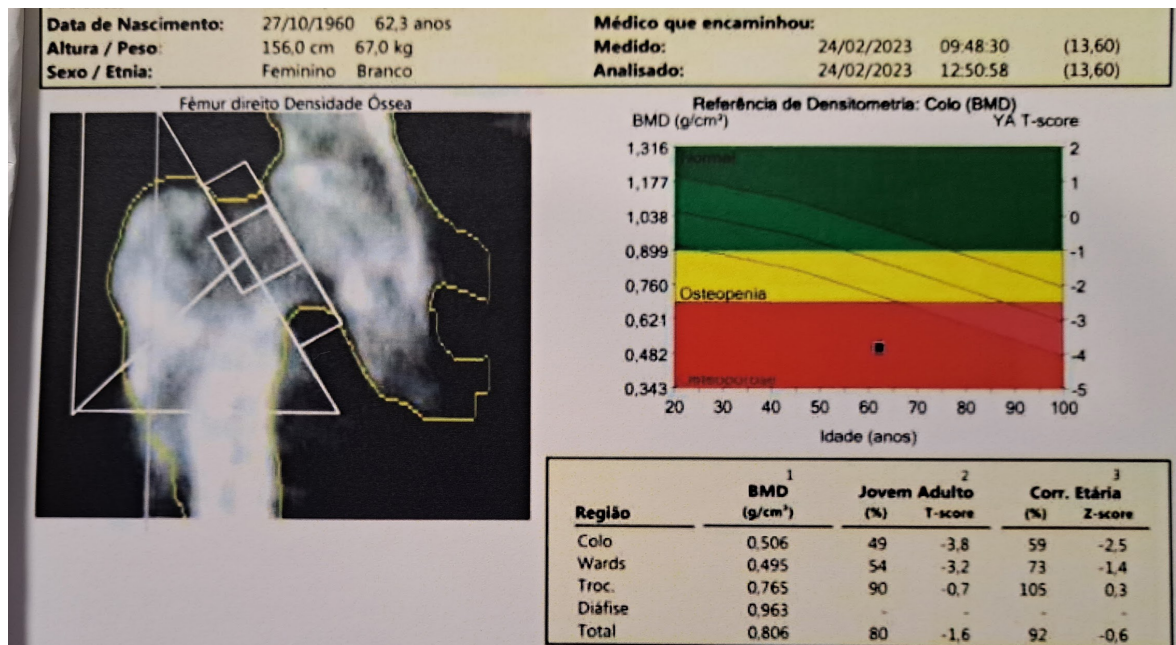 Data de Nascimento: 27/10/1960 62,3 anos Médico que encaminhou:
Altura / Peso: 156,0 cm 67,0 kg Medido: 24/02/2023 09:48:30 (13,60)
Sexo / Etnia: Feminino Branco Analisado: 24/02/2023 12:50:58 (13,60)
Fêmur direito Densidade Óssea
Referência de Densitometria: Colo (BMD)
BMD (g/cm²) YA T-score
1,316 Normal 2
1,177 1
1,038 0
0,899 -1
0,760 Osteopenia -2
0,621 -3
0,482 -4
0,343 Osteoporose -5
20 30 40 50 60 70 80 90 100
Idade (anos)
1 2 3
BMD Jovem Adulto Corr. Etária
Região (g/cm²) (%) T-score (%) Z-score
Colo 0,506 49 -3,8 59 -2,5
Wards 0,495 54 -3,2 73 -1,4
Troc. 0,765 90 -0,7 105 0,3
Diáfise 0,963 - - - -
Total 0,806 80 -1,6 92 -0,6